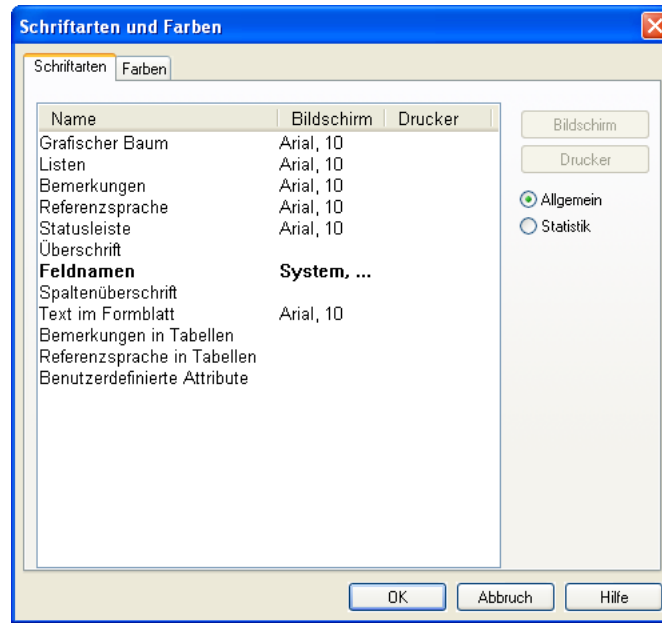 Schriftarten und Farben
Schriftarten Farben
Name Bildschirm Drucker
Grafischer Baum Arial, 10
Listen Arial, 10
Bemerkungen Arial, 10
Referenzsprache Arial, 10
Statusleiste Arial, 10
Überschrift
Feldnamen System, ...
Spaltenüberschrift
Text im Formblatt Arial, 10
Bemerkungen in Tabellen
Referenzsprache in Tabellen
Benutzerdefinierte Attribute
Bildschirm
Drucker
Allgemein
Statistik
OK Abbruch Hilfe